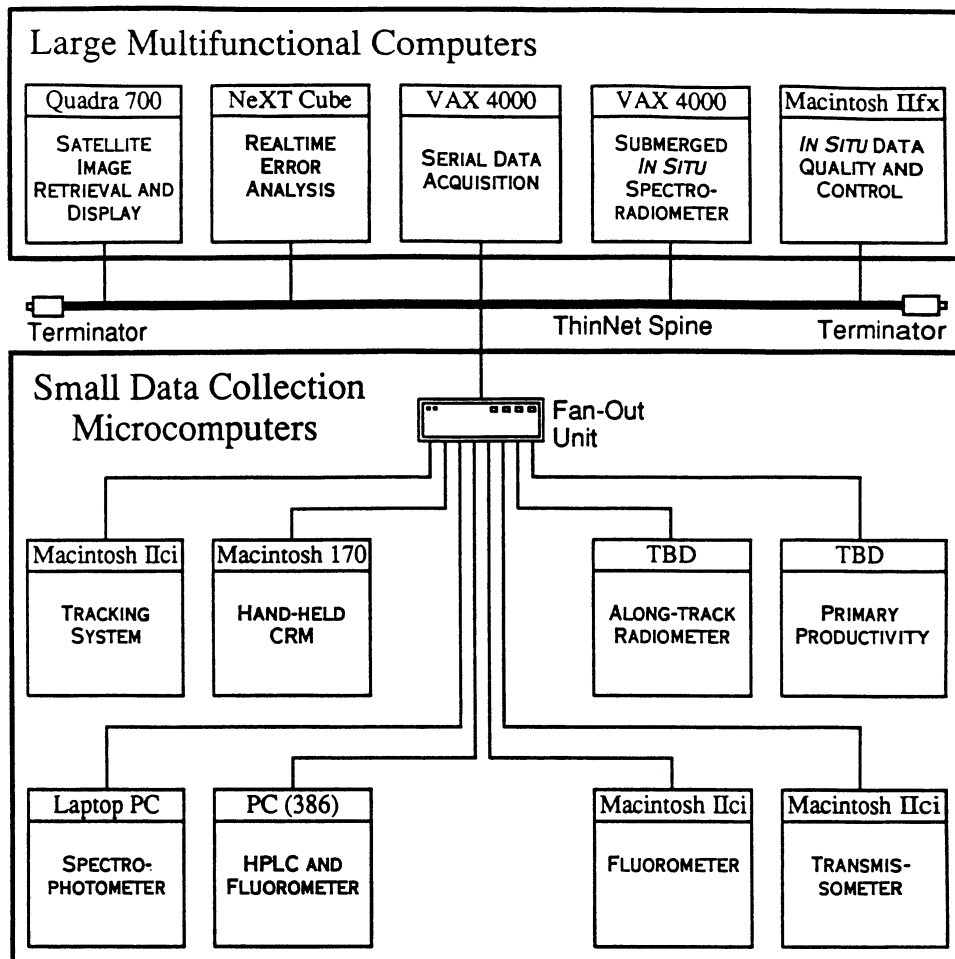 Large Multifunctional Computers
Quadra 700
SATELLITE
IMAGE
RETRIEVAL AND
DISPLAY
NeXT Cube
REALTIME
ERROR
ANALYSIS
VAX 4000
SERIAL DATA
ACQUISITION
VAX 4000
SUBMERGED
IN SITU
SPECTRO-
RADIOMETER
Macintosh IIfx
IN SITU DATA
QUALITY AND
CONTROL
Terminator
ThinNet Spine
Terminator
Small Data Collection
Microcomputers
Fan-Out
Unit
Macintosh IIci
TRACKING
SYSTEM
Macintosh 170
HAND-HELD
CRM
TBD
ALONG-TRACK
RADIOMETER
TBD
PRIMARY
PRODUCTIVITY
Laptop PC
SPECTRO-
PHOTOMETER
PC (386)
HPLC AND
FLUOROMETER
Macintosh IIci
FLUOROMETER
Macintosh IIci
TRANSMIS-
SOMETER